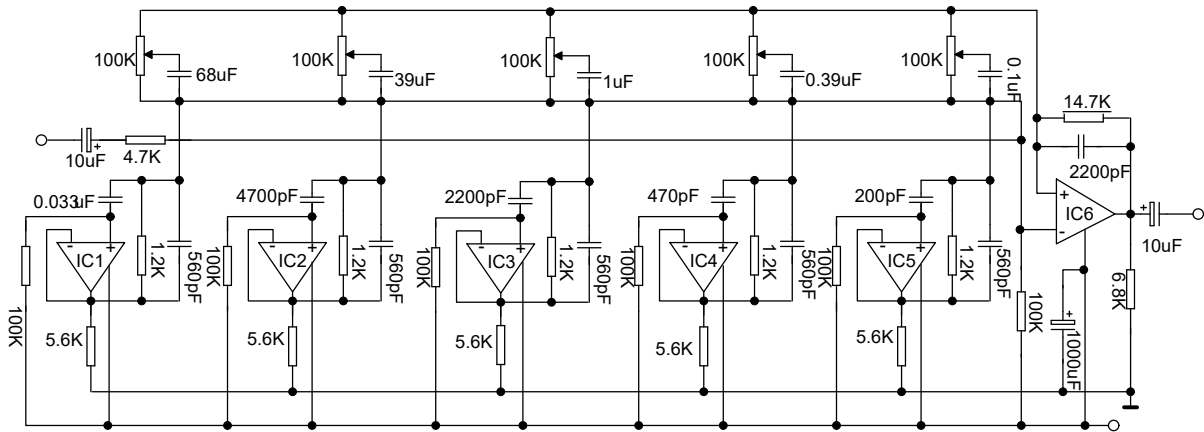 100K
68uF
100K
39uF
100K
1uF
100K
0.39uF
100K
0.1uF
14.7K
10uF
+
4.7K
2200pF
0.033uF
4700pF
2200pF
470pF
200pF
+
-
IC6
+
10uF
-
+
IC1
1.2K
560pF
100K
-
+
IC2
1.2K
560pF
100K
-
+
IC3
1.2K
560pF
100K
-
+
IC4
1.2K
560pF
100K
-
+
IC5
1.2K
560pF
100K
5.6K
5.6K
5.6K
5.6K
5.6K
100K
+
1000uF
6.8K